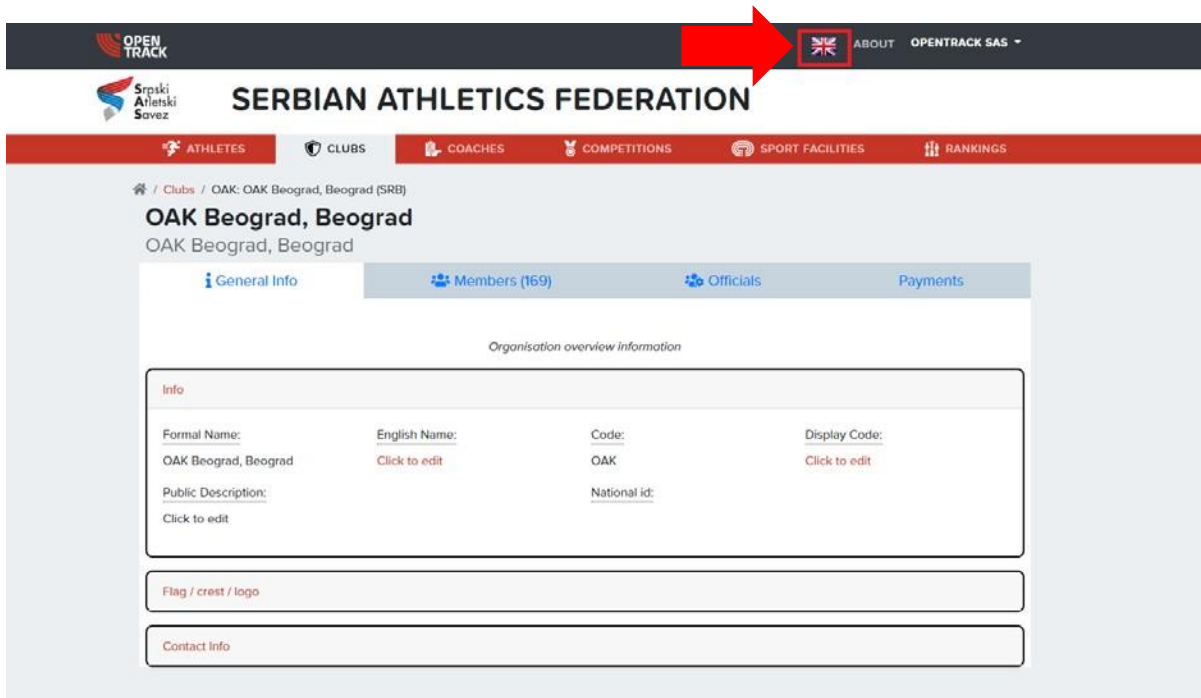 OPEN TRACK ABOUT OPENTRACK SAS
Srpski
Atletski
Savez
SERBIAN ATHLETICS FEDERATION
ATHLETES CLUBS COACHES COMPETITIONS SPORT FACILITIES RANKINGS
/ Clubs / OAK: OAK Beograd, Beograd (SRB)
OAK Beograd, Beograd
OAK Beograd, Beograd
General Info Members (169) Officials Payments
Organisation overview information
Info
Formal Name: English Name: Code: Display Code:
OAK Beograd, Beograd Click to edit OAK Click to edit
Public Description: National id:
Click to edit
Flag / crest / logo
Contact Info